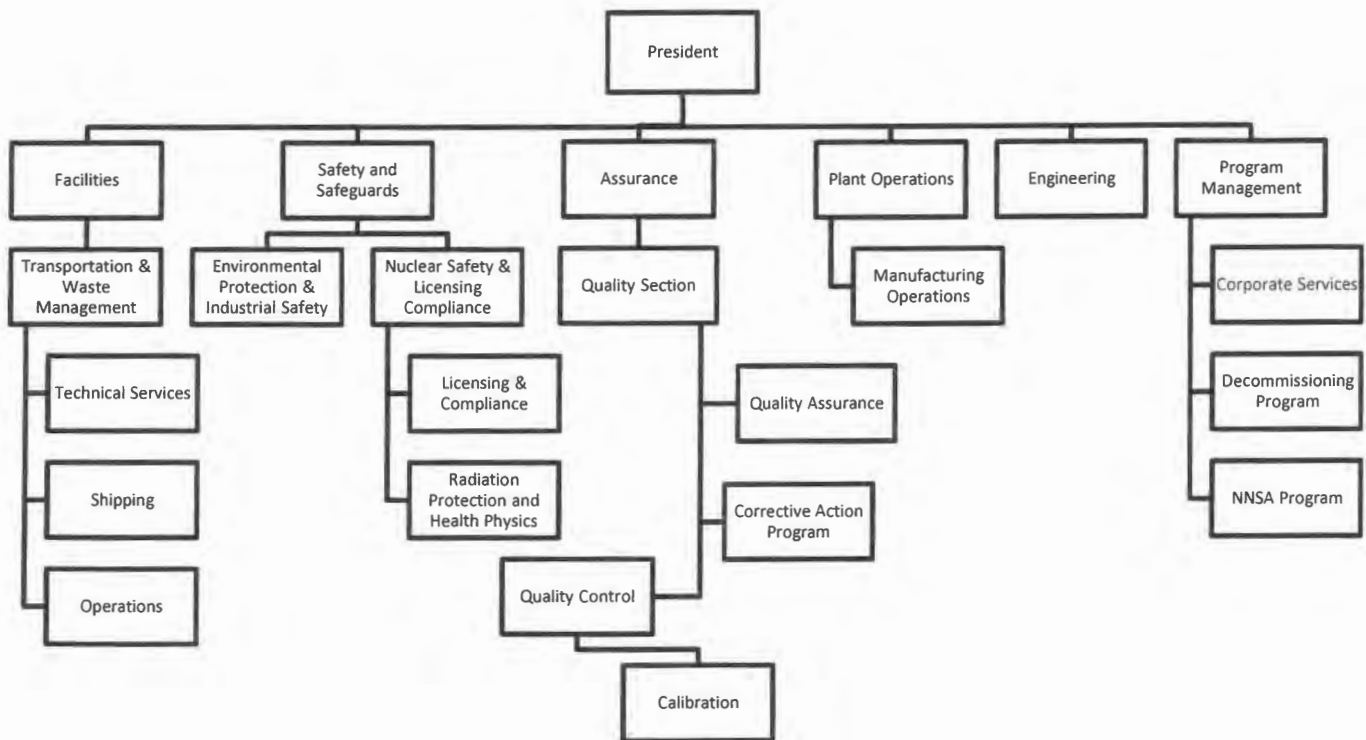 President
Facilities
Safety and
Safeguards
Assurance
Plant Operations
Engineering
Program
Management
Transportation &
Waste
Management
Environmental
Protection &
Industrial Safety
Nuclear Safety &
Licensing
Compliance
Quality Section
Manufacturing
Operations
Corporate Services
Technical Services
Licensing &
Compliance
Quality Assurance
Decommissioning
Program
Shipping
Radiation
Protection and
Health Physics
Corrective Action
Program
NNSA Program
Operations
Quality Control
Calibration